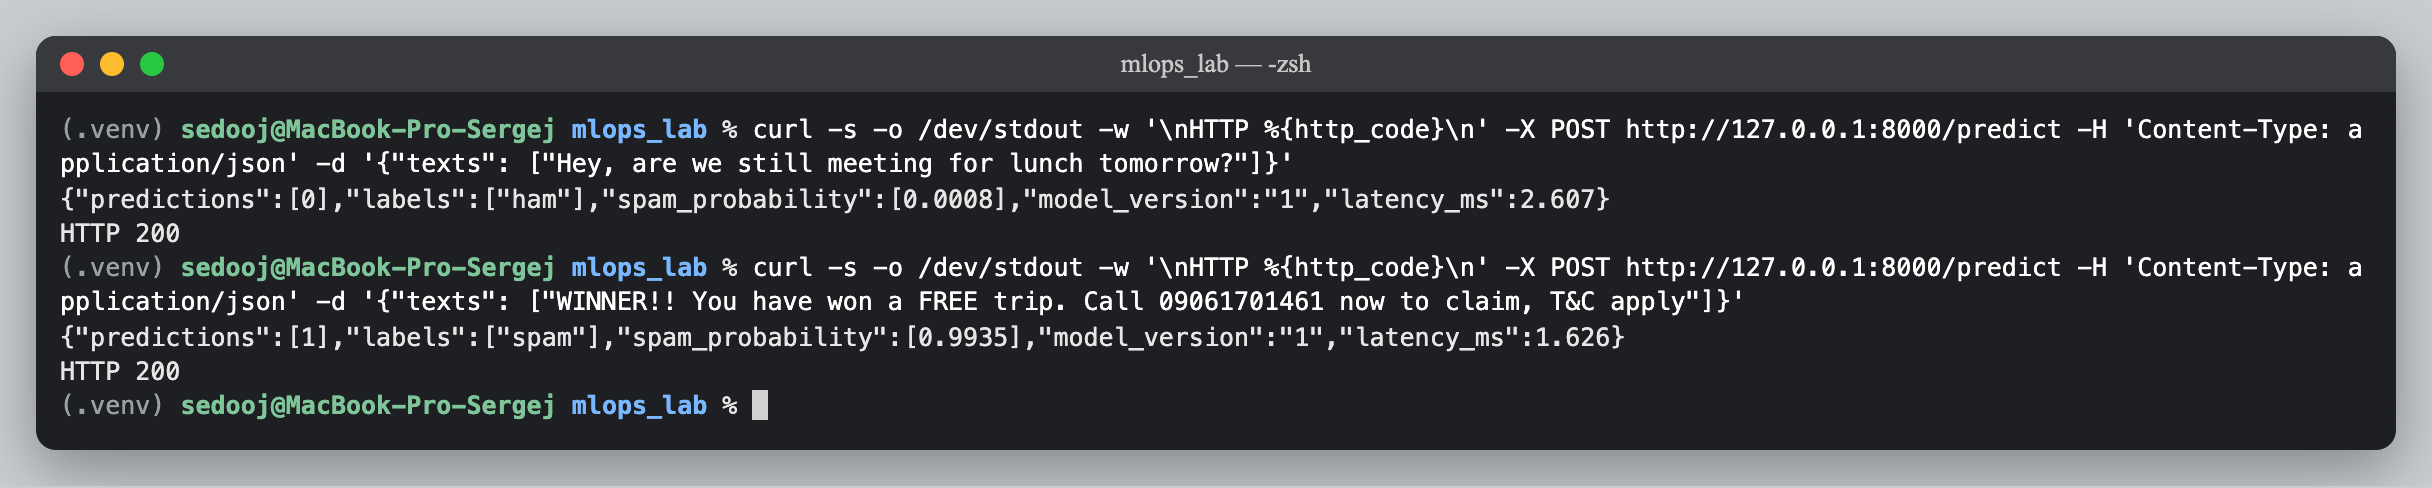 mlops_lab — -zsh
(.venv) sedooj@MacBook-Pro-Sergej mlops_lab % curl -s -o /dev/stdout -w '\nHTTP %{http_code}\n' -X POST http://127.0.0.1:8000/predict -H 'Content-Type: a
pplication/json' -d '{"texts": ["Hey, are we still meeting for lunch tomorrow?"]}'
{"predictions":[0],"labels":["ham"],"spam_probability":[0.0008],"model_version":"1","latency_ms":2.607}
HTTP 200
(.venv) sedooj@MacBook-Pro-Sergej mlops_lab % curl -s -o /dev/stdout -w '\nHTTP %{http_code}\n' -X POST http://127.0.0.1:8000/predict -H 'Content-Type: a
pplication/json' -d '{"texts": ["WINNER!! You have won a FREE trip. Call 09061701461 now to claim, T&C apply"]}'
{"predictions":[1],"labels":["spam"],"spam_probability":[0.9935],"model_version":"1","latency_ms":1.626}
HTTP 200
(.venv) sedooj@MacBook-Pro-Sergej mlops_lab %